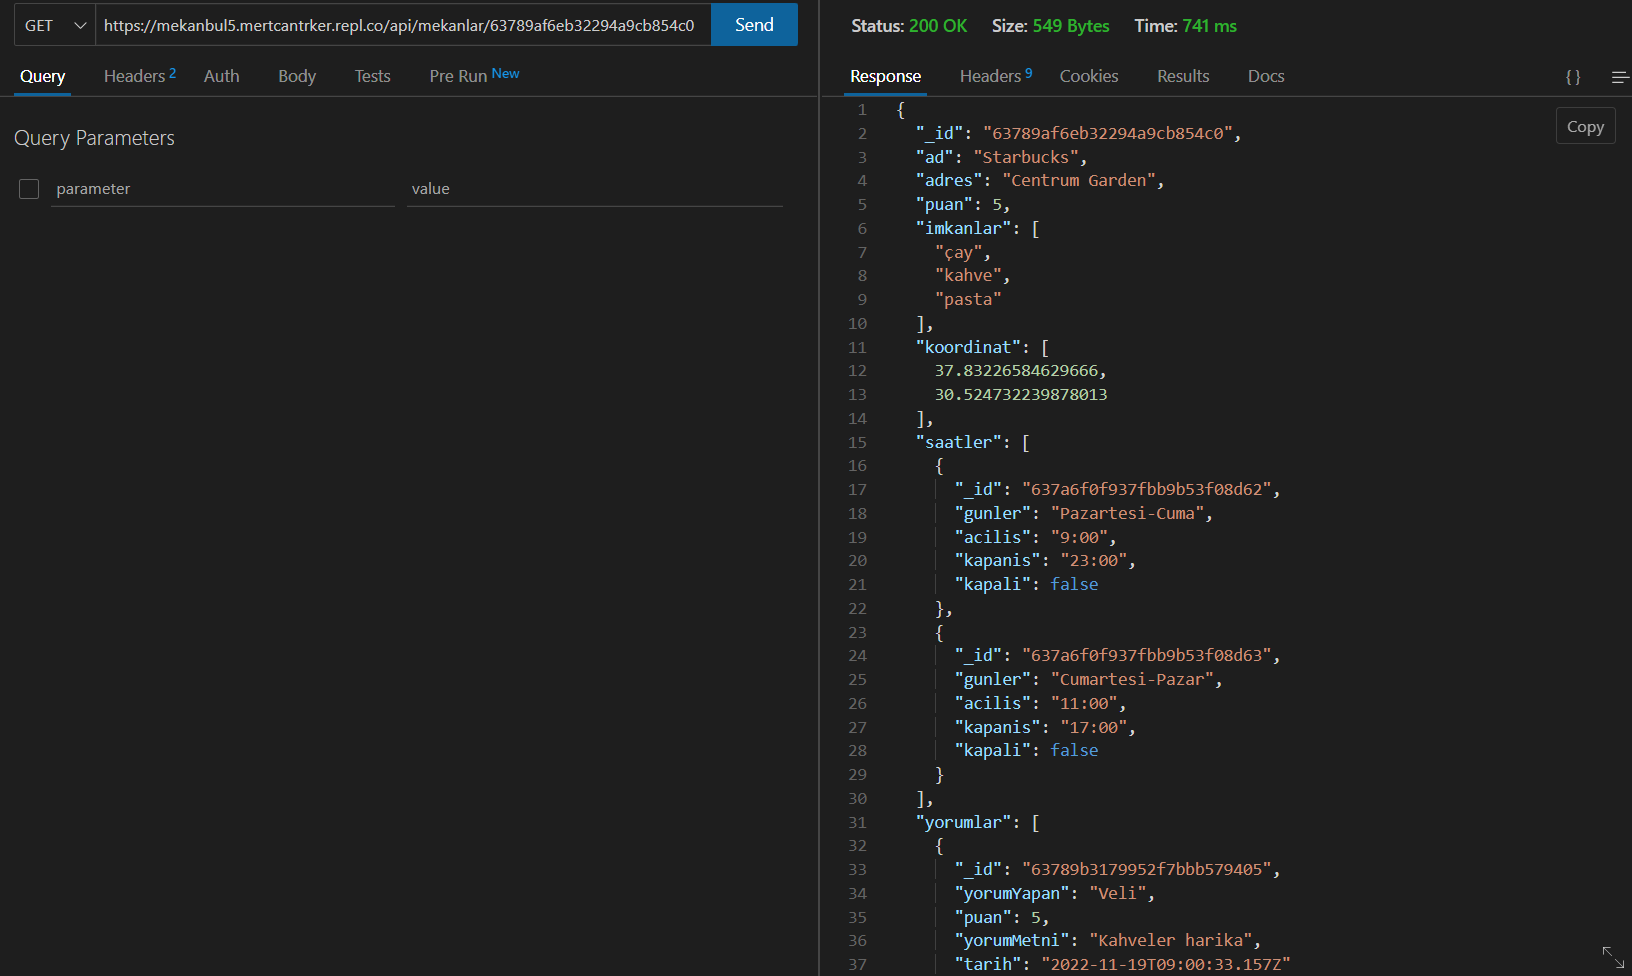 GET https://mekanbul5.mertcantrker.repl.co/api/mekanlar/63789af6eb32294a9cb854c0 Send
Query Headers 2 Auth Body Tests Pre Run New
Query Parameters
parameter value
Status: 200 OK Size: 549 Bytes Time: 741 ms
Response Headers 9 Cookies Results Docs {}
Copy
1 {
2 "_id": "63789af6eb32294a9cb854c0",
3 "ad": "Starbucks",
4 "adres": "Centrum Garden",
5 "puan": 5,
6 "imkanlar": [
7 "çay",
8 "kahve",
9 "pasta"
10 ],
11 "koordinat": [
12 37.83226584629666,
13 30.524732239878013
14 ],
15 "saatler": [
16 {
17 "_id": "637a6f0f937fbb9b53f08d62",
18 "gunler": "Pazartesi-Cuma",
19 "acilis": "9:00",
20 "kapanis": "23:00",
21 "kapali": false
22 },
23 {
24 "_id": "637a6f0f937fbb9b53f08d63",
25 "gunler": "Cumartesi-Pazar",
26 "acilis": "11:00",
27 "kapanis": "17:00",
28 "kapali": false
29 }
30 ],
31 "yorumlar": [
32 {
33 "_id": "63789b3179952f7bbb579405",
34 "yorumYapan": "Veli",
35 "puan": 5,
36 "yorumMetni": "Kahveler harika",
37 "tarih": "2022-11-19T09:00:33.157Z"